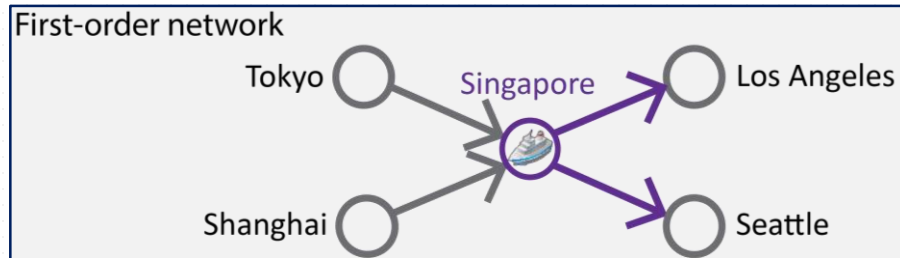 First-order network
Tokyo
Singapore
Los Angeles
Shanghai
Seattle